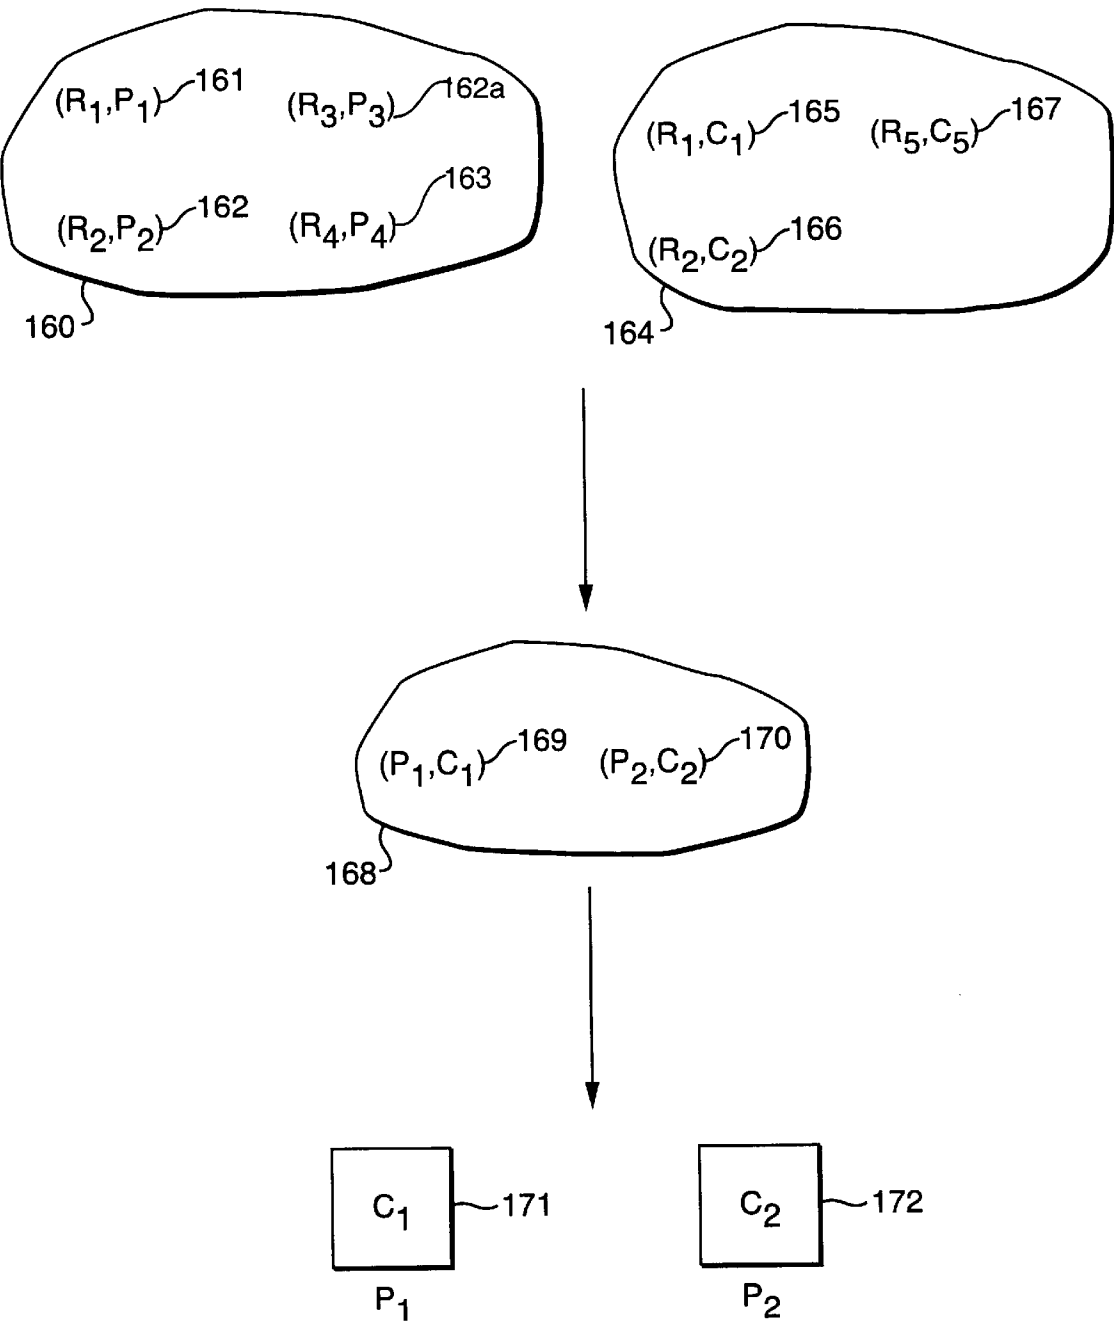 (R1,P1) 161
(R3,P3) 162a
(R2,P2) 162
(R4,P4) 163
160
(R1,C1) 165
(R5,C5) 167
(R2,C2) 166
164
(P1,C1) 169
(P2,C2) 170
168
C1 171
P1
C2 172
P2